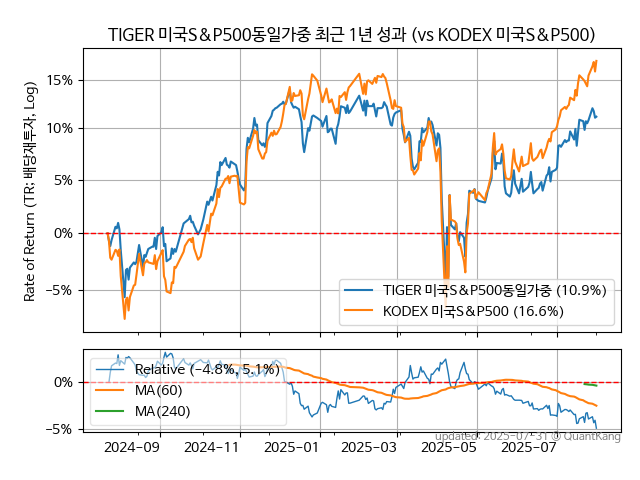 TIGER 미국S&P500동일가중 최근 1년 성과 (vs KODEX 미국S&P500)
Rate of Return (TR: 배당재투자, Log)
15%
10%
5%
0%
−5%
TIGER 미국S&P500동일가중 (10.9%)
KODEX 미국S&P500 (16.6%)
0%
−5%
Relative (−4.8%, 5.1%)
MA(60)
MA(240)
2024−09
2024−11
2025−01
2025−03
2025−05
2025−07
updated: 2025−07−31 © QuantKang